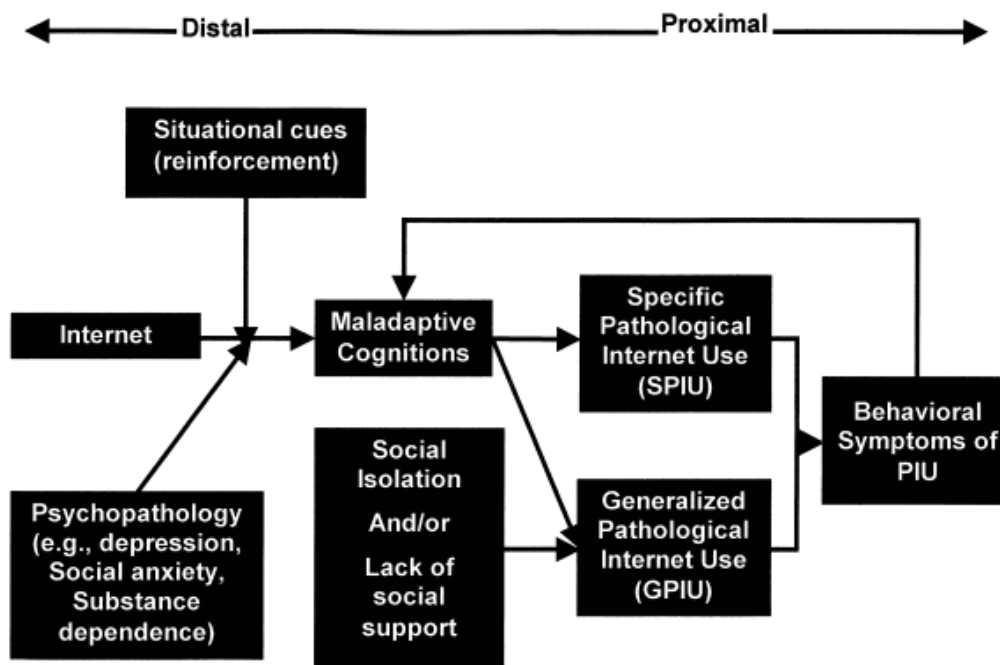 Distal
Proximal
Situational cues
(reinforcement)
Internet
Maladaptive
Cognitions
Specific
Pathological
Internet Use
(SPIU)
Behavioral
Symptoms of
PIU
Psychopathology
(e.g., depression,
Social anxiety,
Substance
dependence)
Social
Isolation
And/or
Lack of
social
support
Generalized
Pathological
Internet Use
(GPIU)